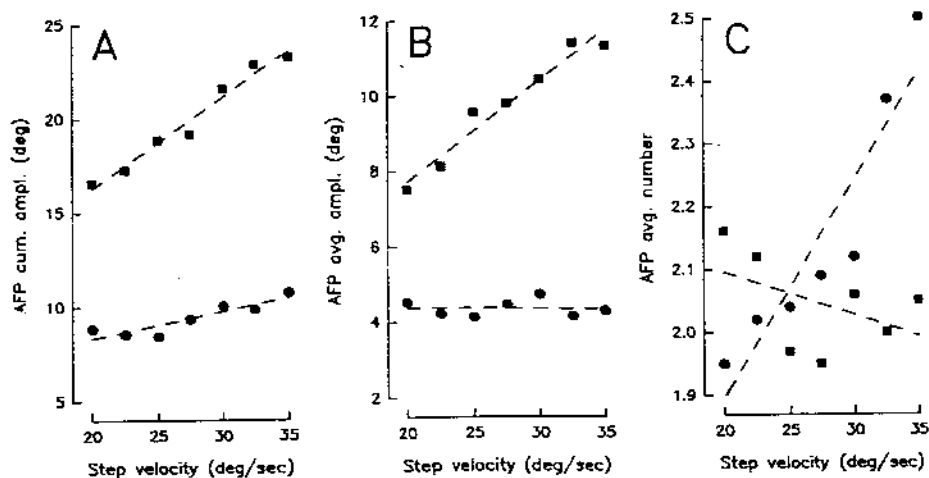 A
AFP cum. ampl. (deg)
25
20
15
10
5
20 25 30 35
Step velocity (deg/sec)
B
AFP avg. ampl. (deg)
12
10
8
6
4
2
20 25 30 35
Step velocity (deg/sec)
C
AFP avg. number
2.5
2.4
2.3
2.2
2.1
2.0
1.9
20 25 30 35
Step velocity (deg/sec)